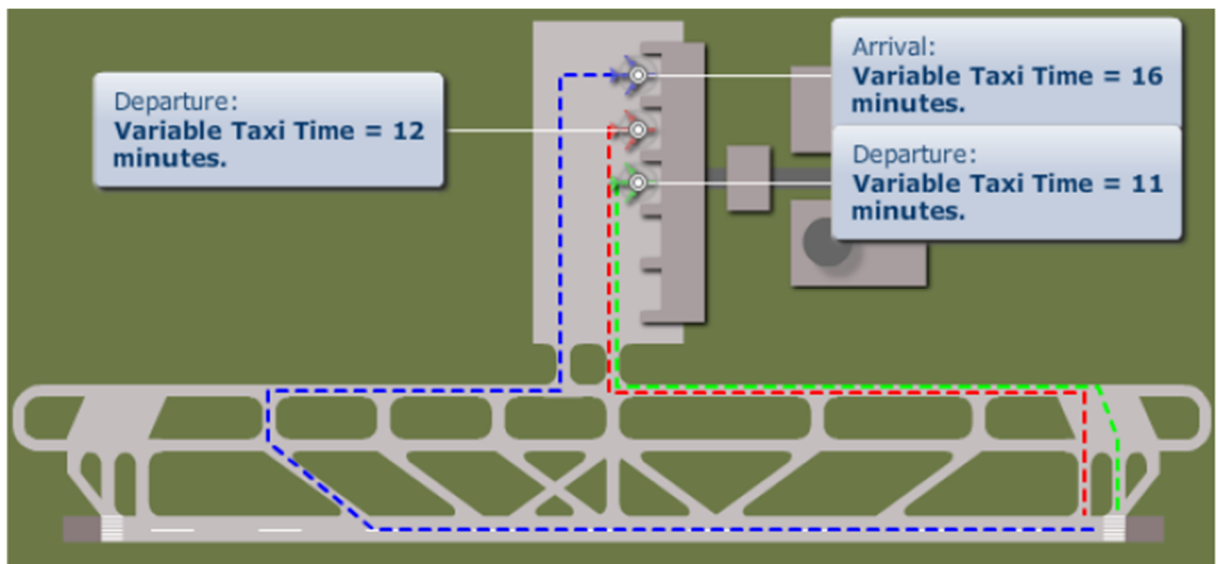 Arrival:
Variable Taxi Time = 16
minutes.
Departure:
Variable Taxi Time = 12
minutes.
Departure:
Variable Taxi Time = 11
minutes.